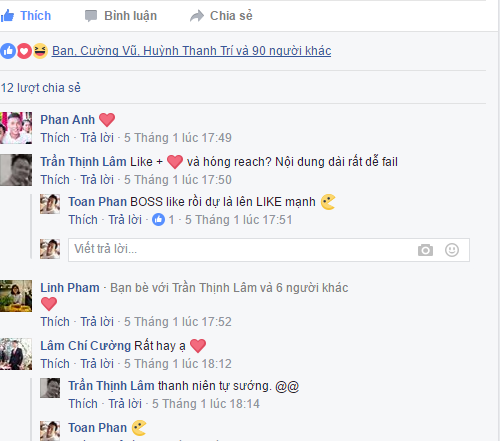 Thích Bình luận Chia sẻ
Bạn, Cường Vũ, Huỳnh Thanh Trí và 90 người khác
12 lượt chia sẻ
Phan Anh ❤️
Thích · Trả lời · 5 Tháng 1 lúc 17:49
Trần Thịnh Lâm Like + ❤️ và hóng reach? Nội dung dài rất dễ fail
Thích · Trả lời · 5 Tháng 1 lúc 17:50
Toan Phan BOSS like rồi dự là lên LIKE mạnh
Thích · Trả lời · 1 · 5 Tháng 1 lúc 17:51
Viết trả lời...
Linh Pham · Bạn bè với Trần Thịnh Lâm và 6 người khác
❤️
Thích · Trả lời · 5 Tháng 1 lúc 17:52
Lâm Chí Cường Rất hay ạ ❤️
Thích · Trả lời · 5 Tháng 1 lúc 18:12
Trần Thịnh Lâm thanh niên tự sướng. @@
Thích · Trả lời · 5 Tháng 1 lúc 18:14
Toan Phan